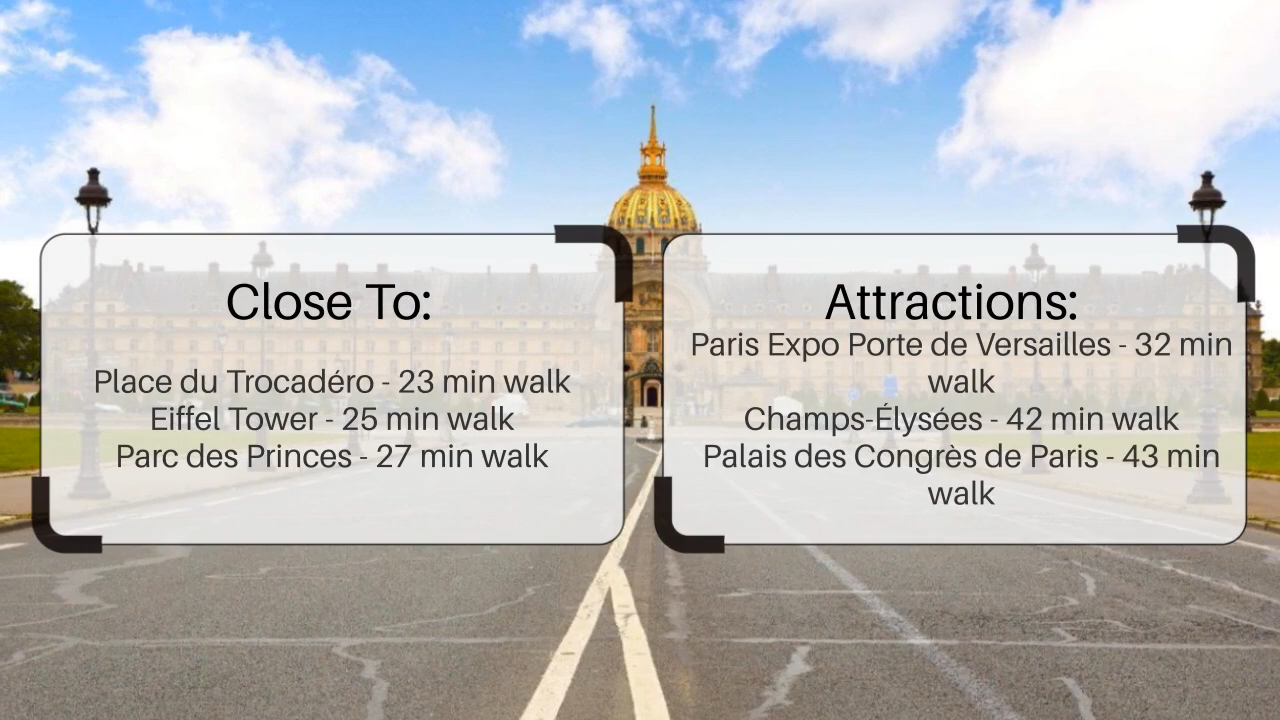 Close To:
Place du Trocadéro - 23 min walk
Eiffel Tower - 25 min walk
Parc des Princes - 27 min walk
Attractions:
Paris Expo Porte de Versailles - 32 min
walk
Champs-Élysées - 42 min walk
Palais des Congrès de Paris - 43 min
walk